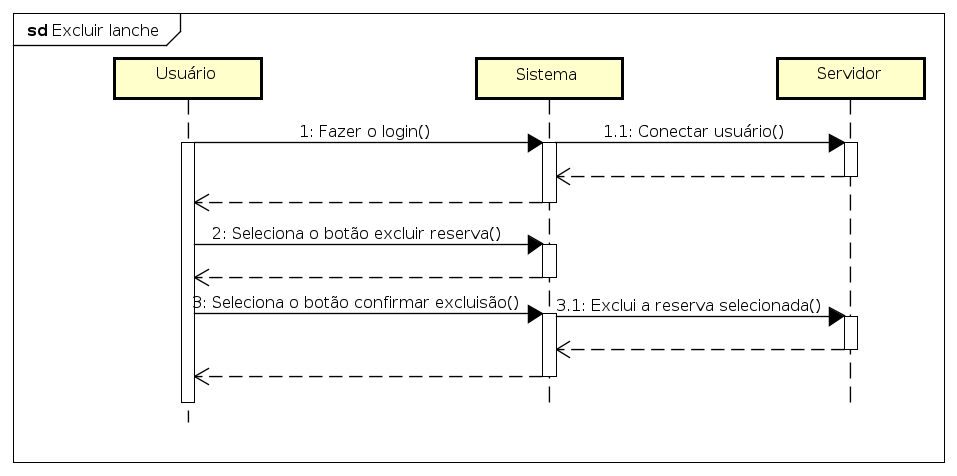 sd Excluir lanche
Usuário
Sistema
Servidor
1: Fazer o login()
1.1: Conectar usuário()
2: Seleciona o botão excluir reserva()
3: Seleciona o botão confirmar excluisão()
3.1: Exclui a reserva selecionada()